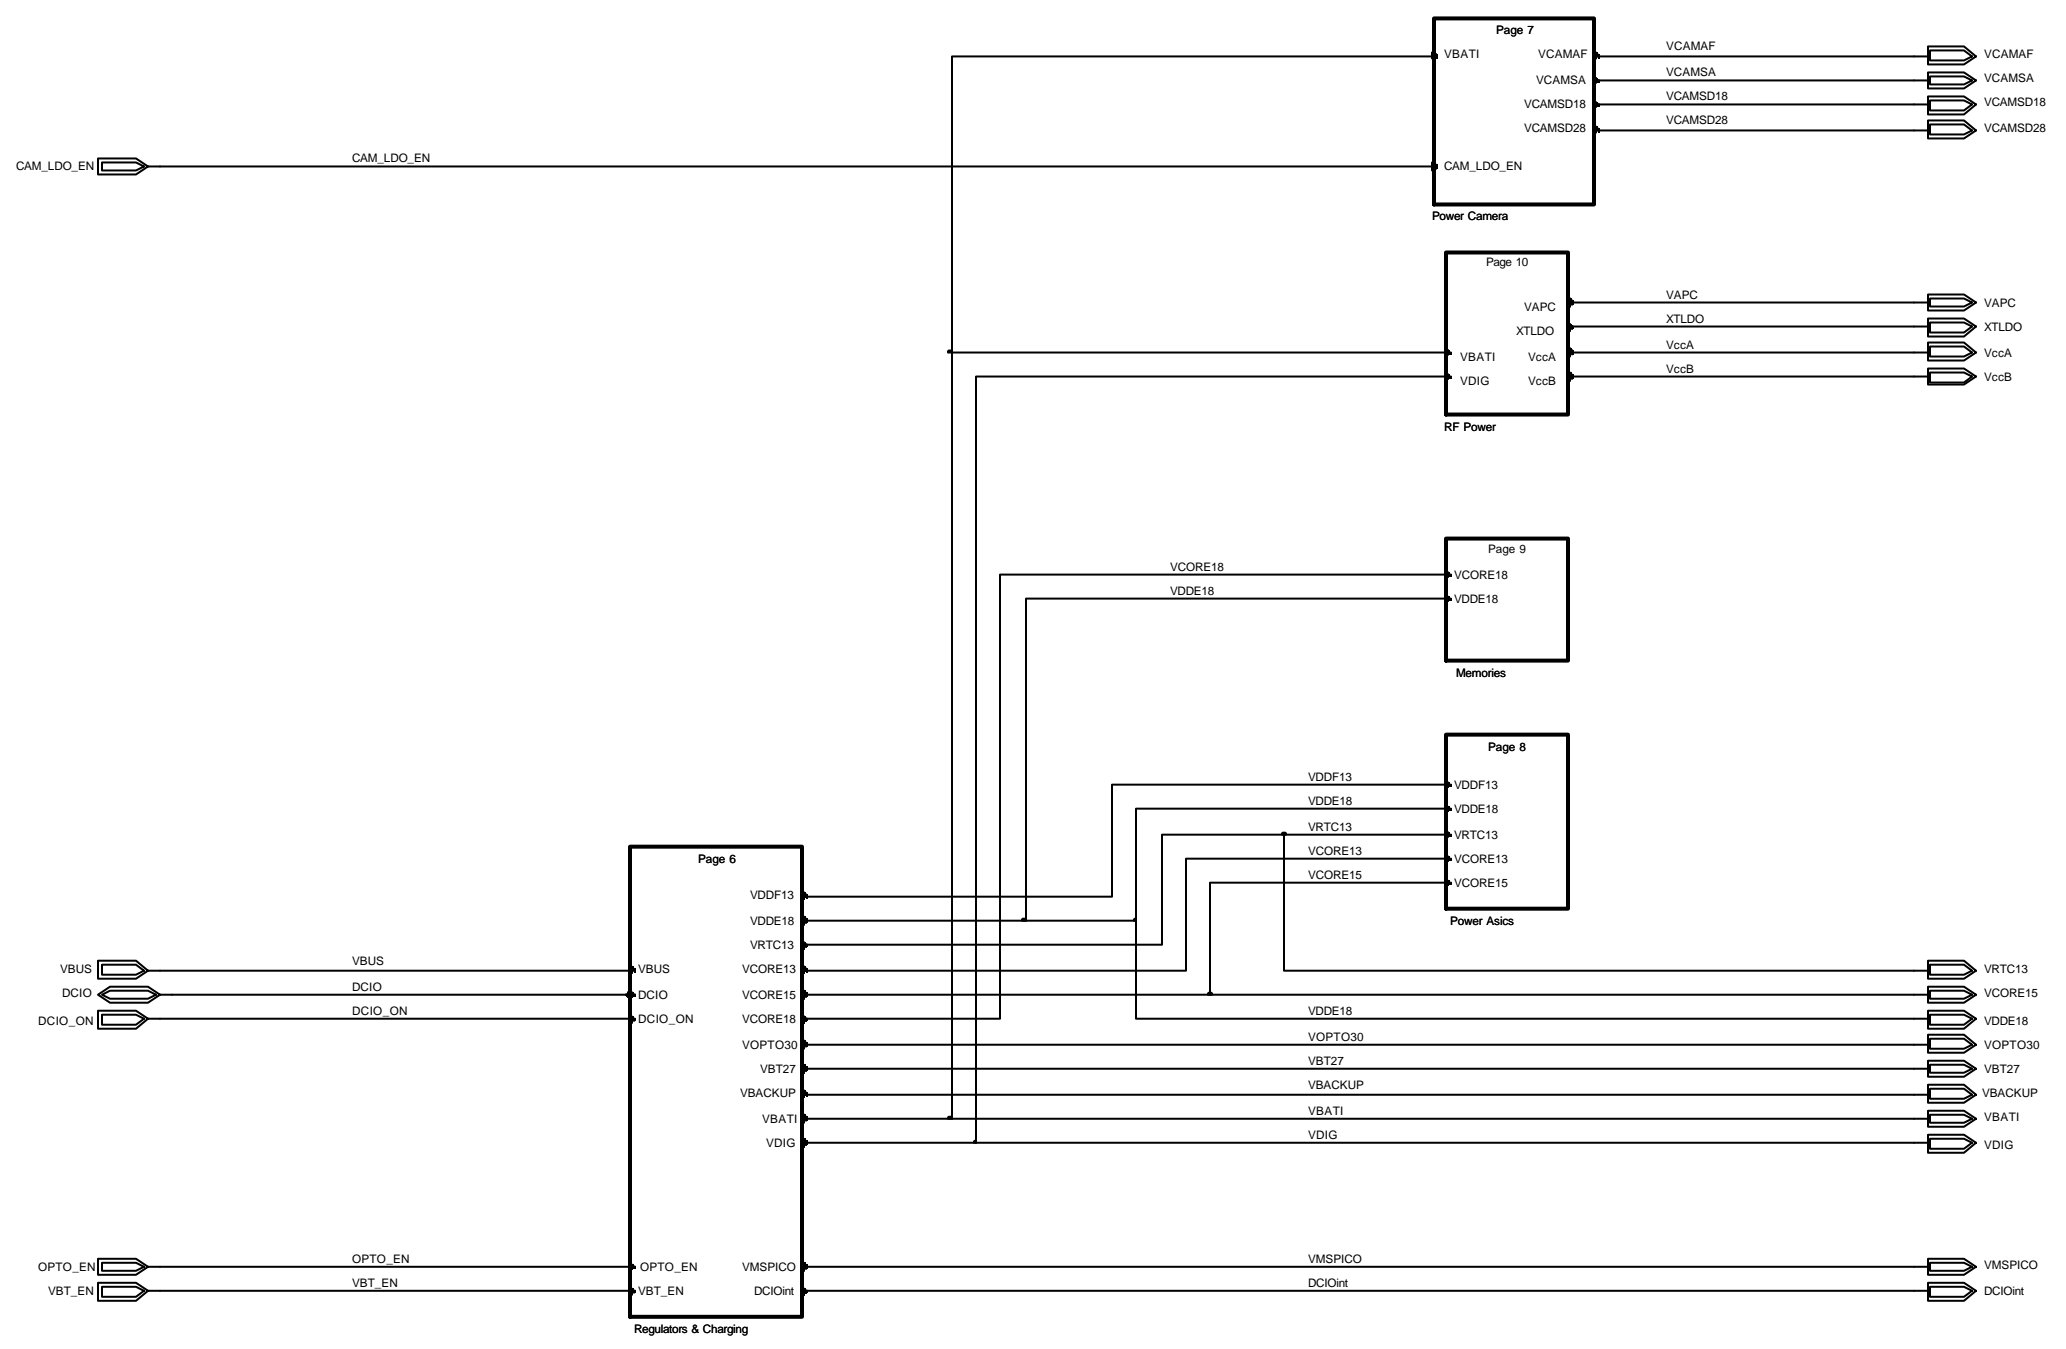 Page 7
VBATI
VCAMAF
VCAMAF
VCAMAF
VCAMSA
VCAMSA
VCAMSA
VCAMSD18
VCAMSD18
VCAMSD18
VCAMSD28
VCAMSD28
VCAMSD28
CAM_LDO_EN
CAM_LDO_EN
CAM_LDO_EN
Power Camera
Page 10
VAPC
VAPC
VAPC
XTLDO
XTLDO
XTLDO
VBATI
VccA
VccA
VccA
VDIG
VccB
VccB
VccB
RF Power
Page 9
VCORE18
VCORE18
VDDE18
VDDE18
Memories
Page 8
VDDF13
VDDF13
VDDE18
VDDE18
VRTC13
VRTC13
VCORE13
VCORE13
VCORE15
VCORE15
Power Asics
Page 6
VDDF13
VDDE18
VRTC13
VBUS
VBUS
VBUS
VCORE13
VRTC13
DCIO
DCIO
DCIO
VCORE15
VCORE15
DCIO_ON
DCIO_ON
DCIO_ON
VCORE18
VDDE18
VDDE18
VOPTO30
VOPTO30
VOPTO30
VBT27
VBT27
VBT27
VBACKUP
VBACKUP
VBACKUP
VBATI
VBATI
VBATI
VDIG
VDIG
VDIG
OPTO_EN
OPTO_EN
OPTO_EN
VMSPICO
VMSPICO
VMSPICO
VBT_EN
VBT_EN
VBT_EN
DCIOint
DCIOint
DCIOint
Regulators & Charging